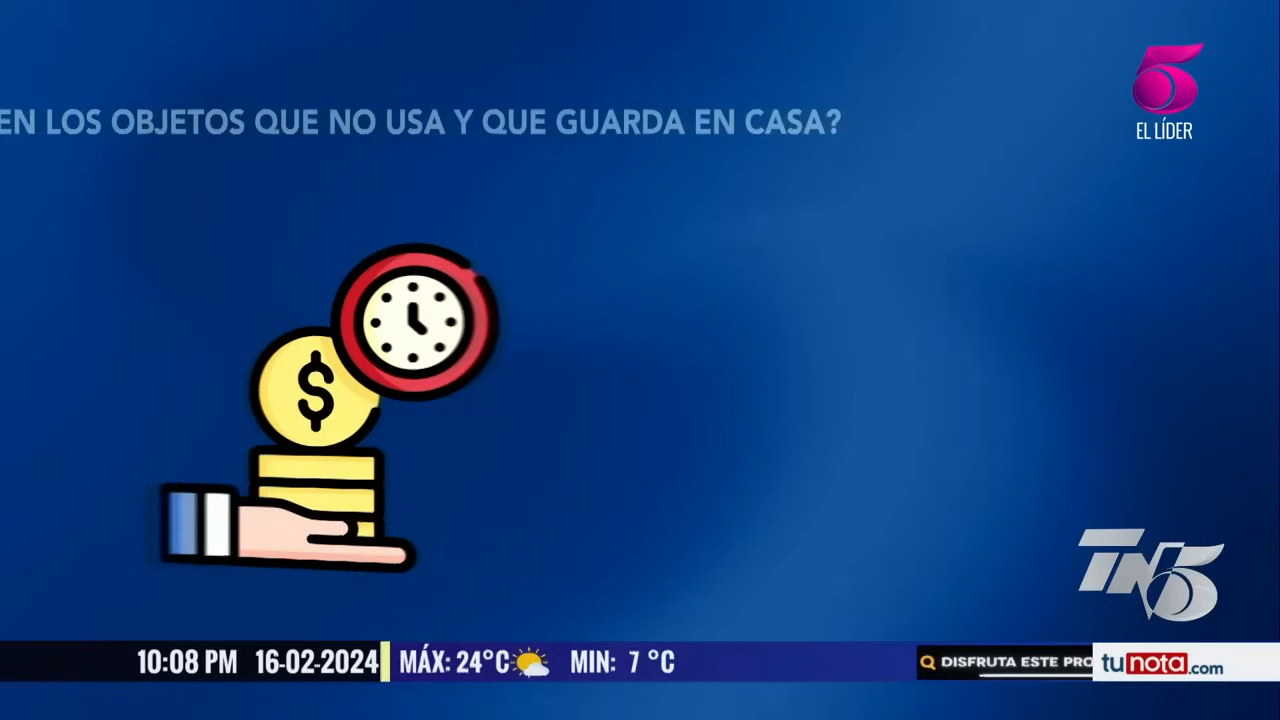 EN LOS OBJETOS QUE NO USA Y QUE GUARDA EN CASA?
5
EL LÍDER
$
TN5
10:08 PM 16-02-2024 MÁX: 24°C MIN: 7 °C
DISFRUTA ESTE PRO
tunota.com